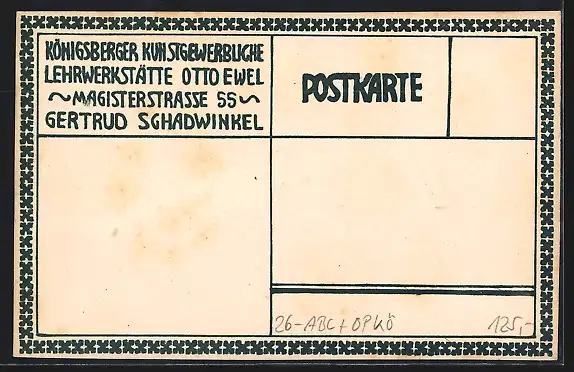 KÖNIGSBERGER KUNSTGEWERBLICHE
LEHRWERKSTÄTTE OTTO EWEL
~MAGISTERSTRASSE 55~
GERTRUD SCHADWINKEL
POSTKARTE
26-ABC + OPKÖ 125,-